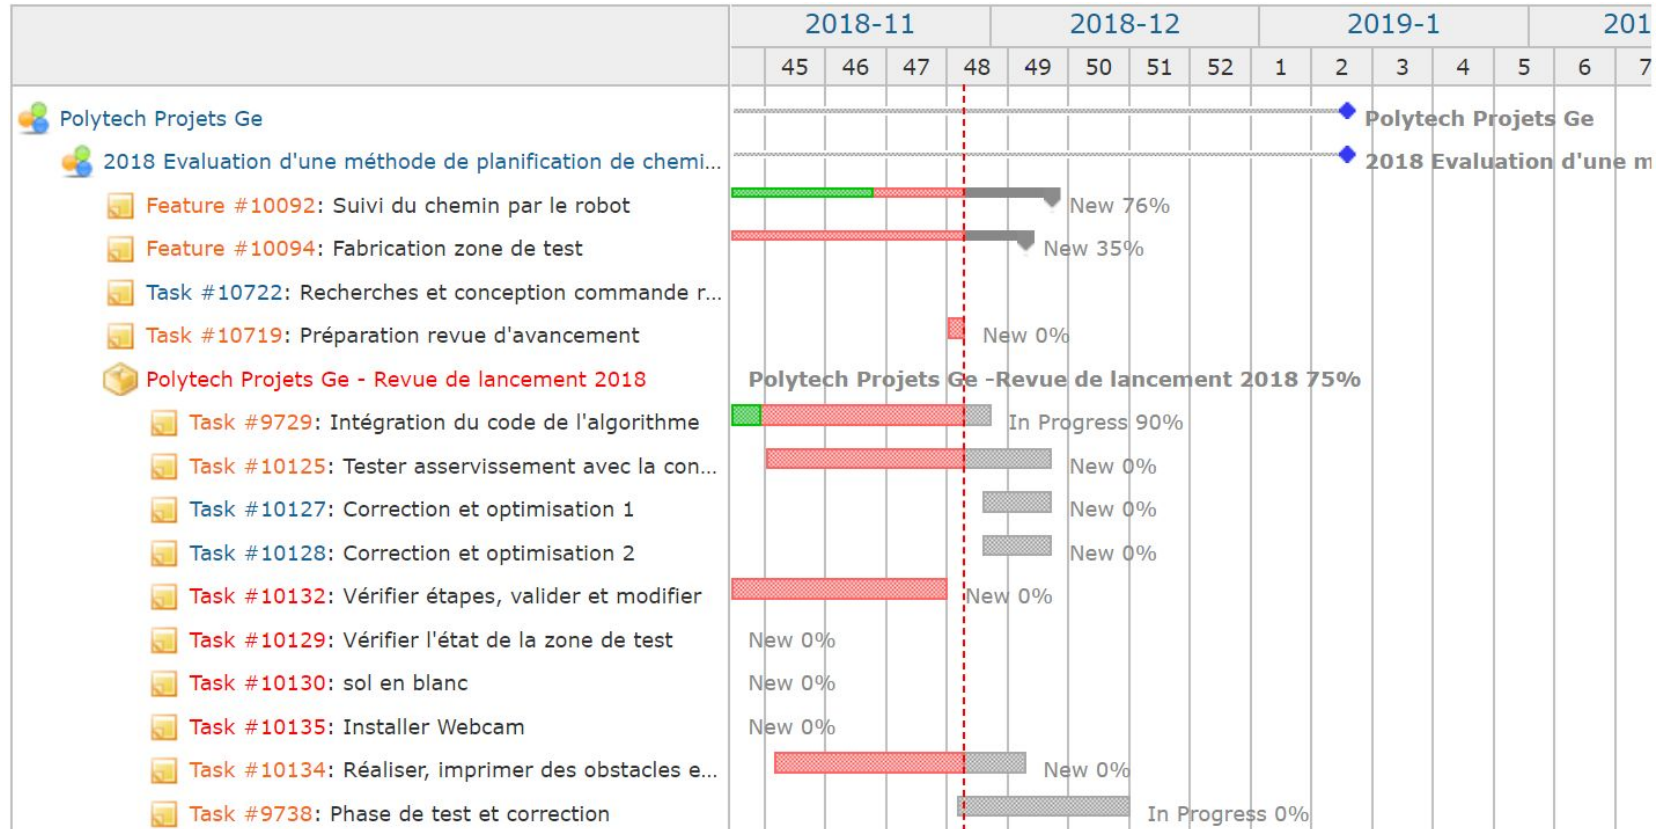 2018-11 2018-12 2019-1 201
45 46 47 48 49 50 51 52 1 2 3 4 5 6 7
Polytech Projets Ge Polytech Projets Ge
2018 Evaluation d'une méthode de planification de chemi... 2018 Evaluation d'une m
Feature #10092: Suivi du chemin par le robot New 76%
Feature #10094: Fabrication zone de test New 35%
Task #10722: Recherches et conception commande r...
Task #10719: Préparation revue d'avancement New 0%
Polytech Projets Ge - Revue de lancement 2018 Polytech Projets Ge -Revue de lancement 2018 75%
Task #9729: Intégration du code de l'algorithme In Progress 90%
Task #10125: Tester asservissement avec la con... New 0%
Task #10127: Correction et optimisation 1 New 0%
Task #10128: Correction et optimisation 2 New 0%
Task #10132: Vérifier étapes, valider et modifier New 0%
Task #10129: Vérifier l'état de la zone de test New 0%
Task #10130: sol en blanc New 0%
Task #10135: Installer Webcam New 0%
Task #10134: Réaliser, imprimer des obstacles e... New 0%
Task #9738: Phase de test et correction In Progress 0%